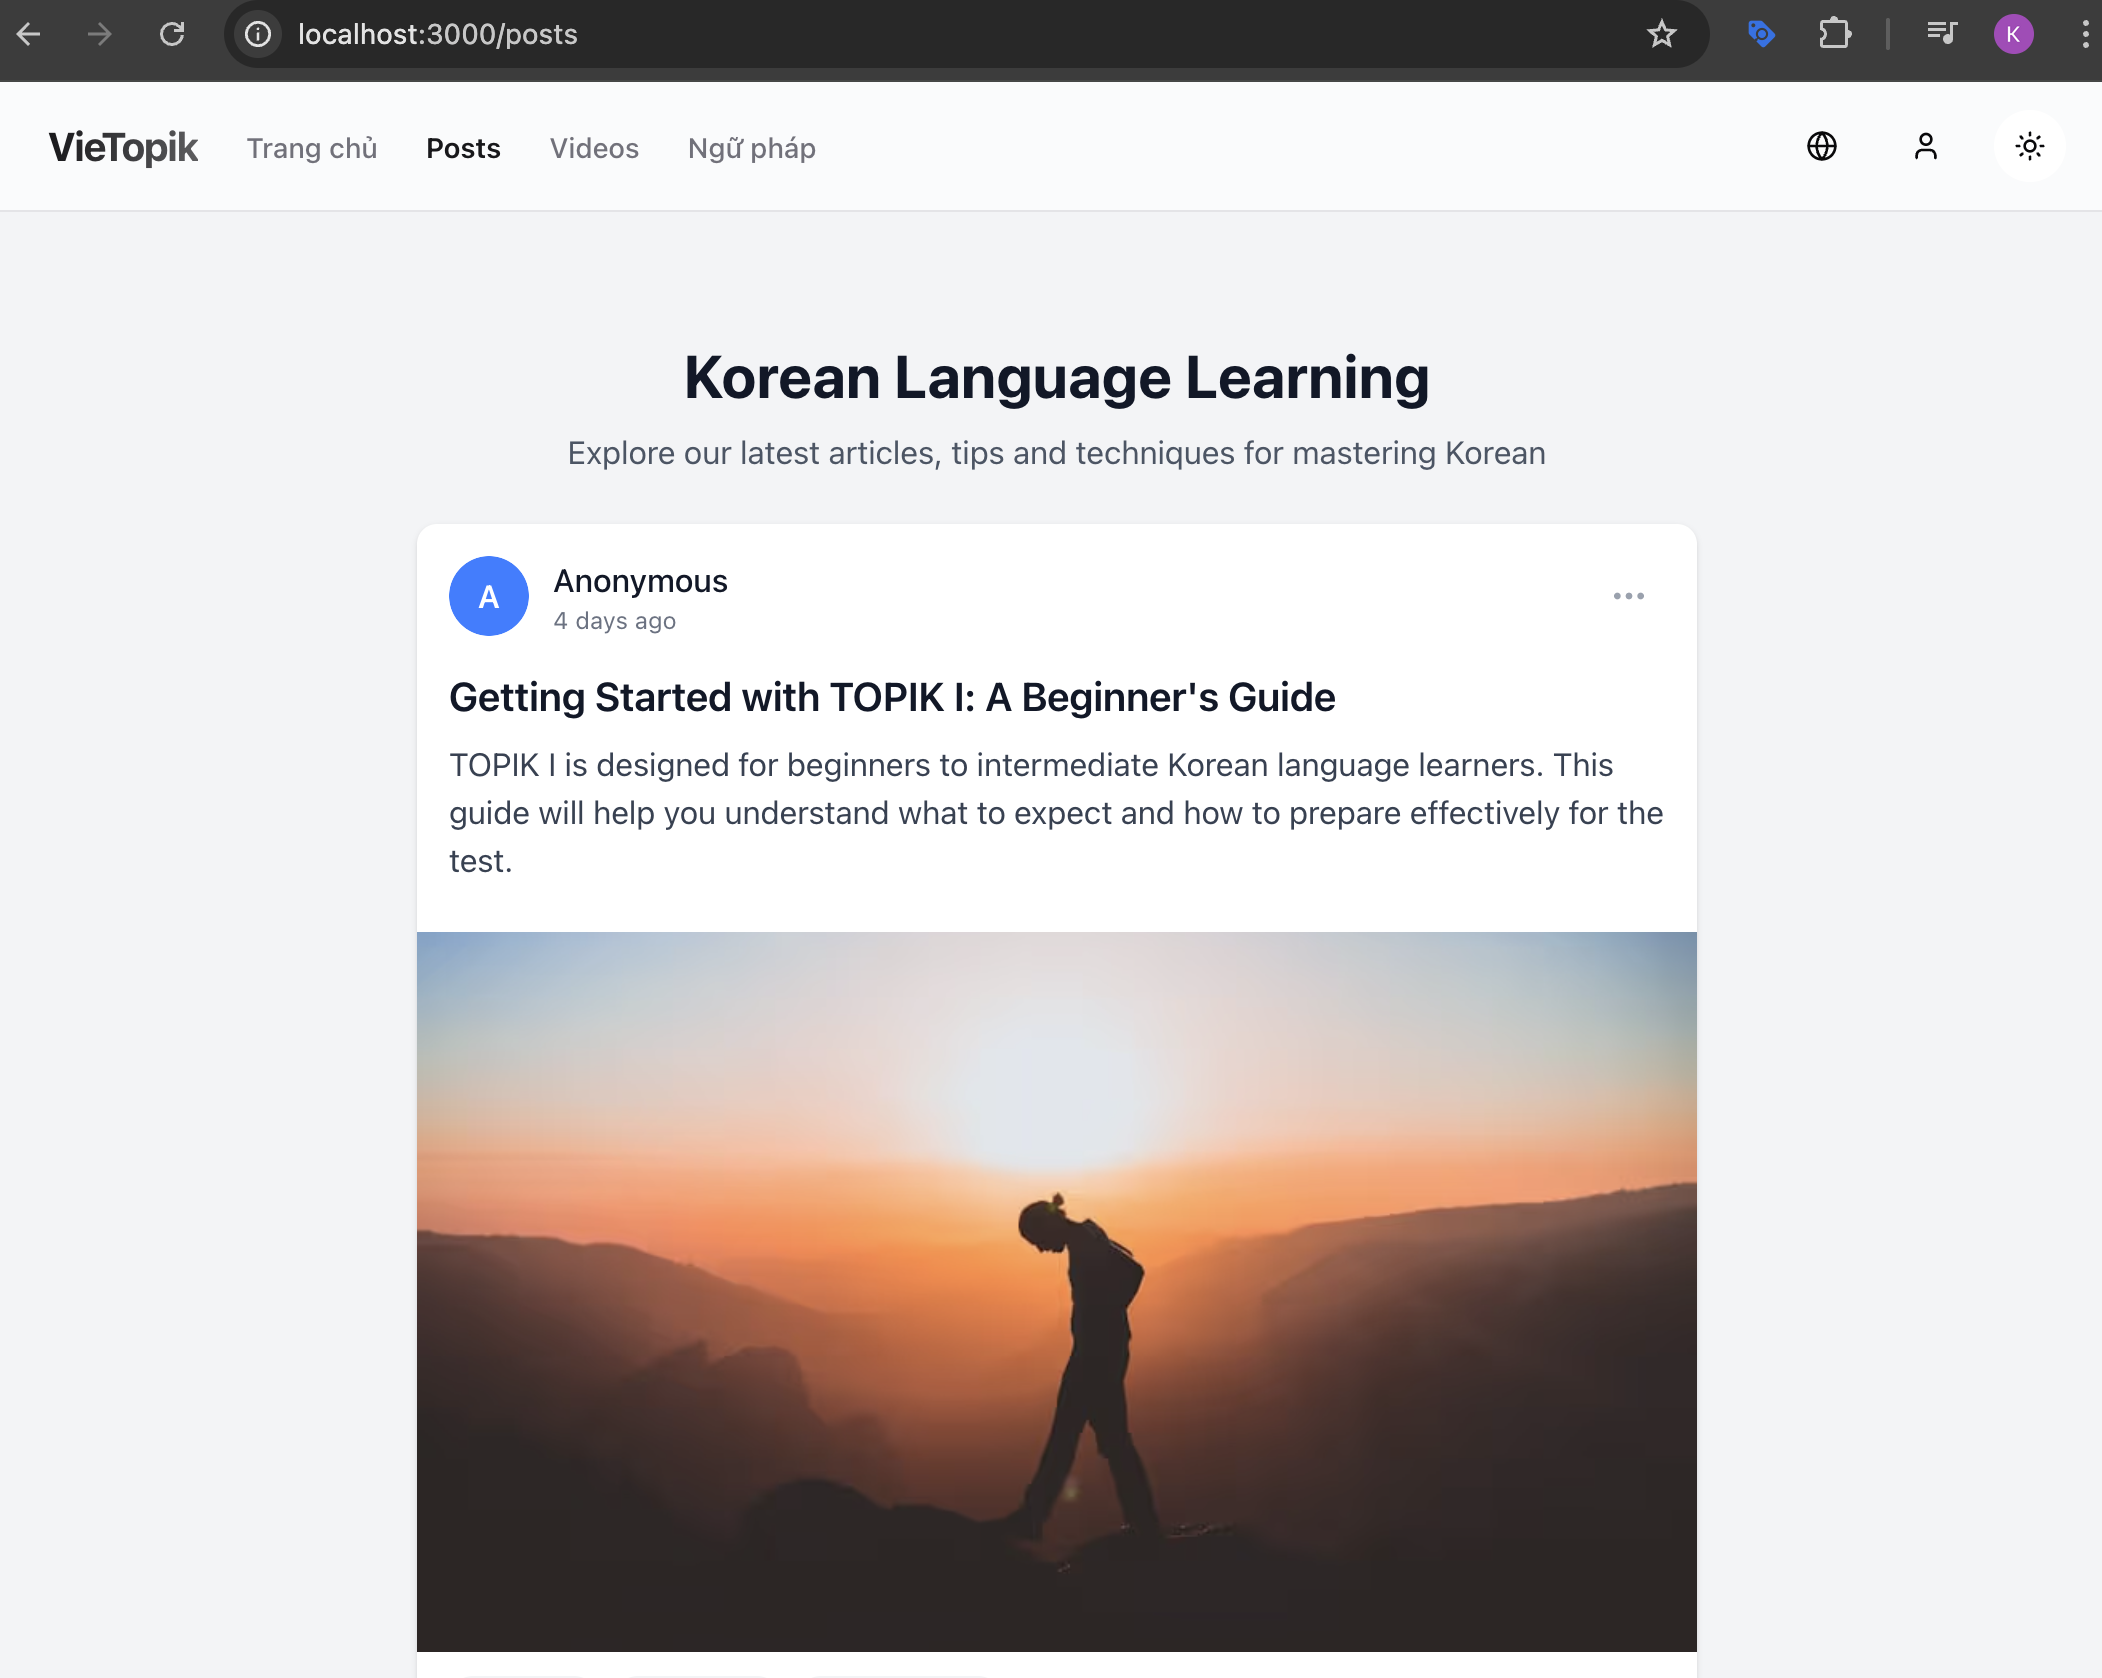 localhost:3000/posts
K
VieTopik
Trang chủ
Posts
Videos
Ngữ pháp
Korean Language Learning
Explore our latest articles, tips and techniques for mastering Korean
A
Anonymous
4 days ago
Getting Started with TOPIK I: A Beginner's Guide
TOPIK I is designed for beginners to intermediate Korean language learners. This
guide will help you understand what to expect and how to prepare effectively for the
test.